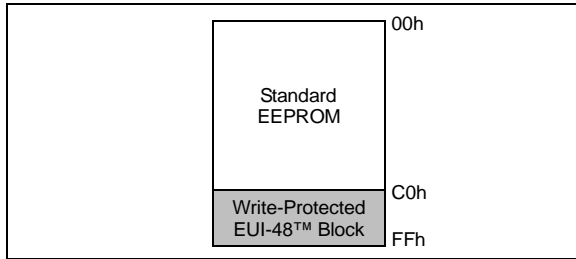 00h
Standard
EEPROM
C0h
Write-Protected
EUI-48™ Block
FFh